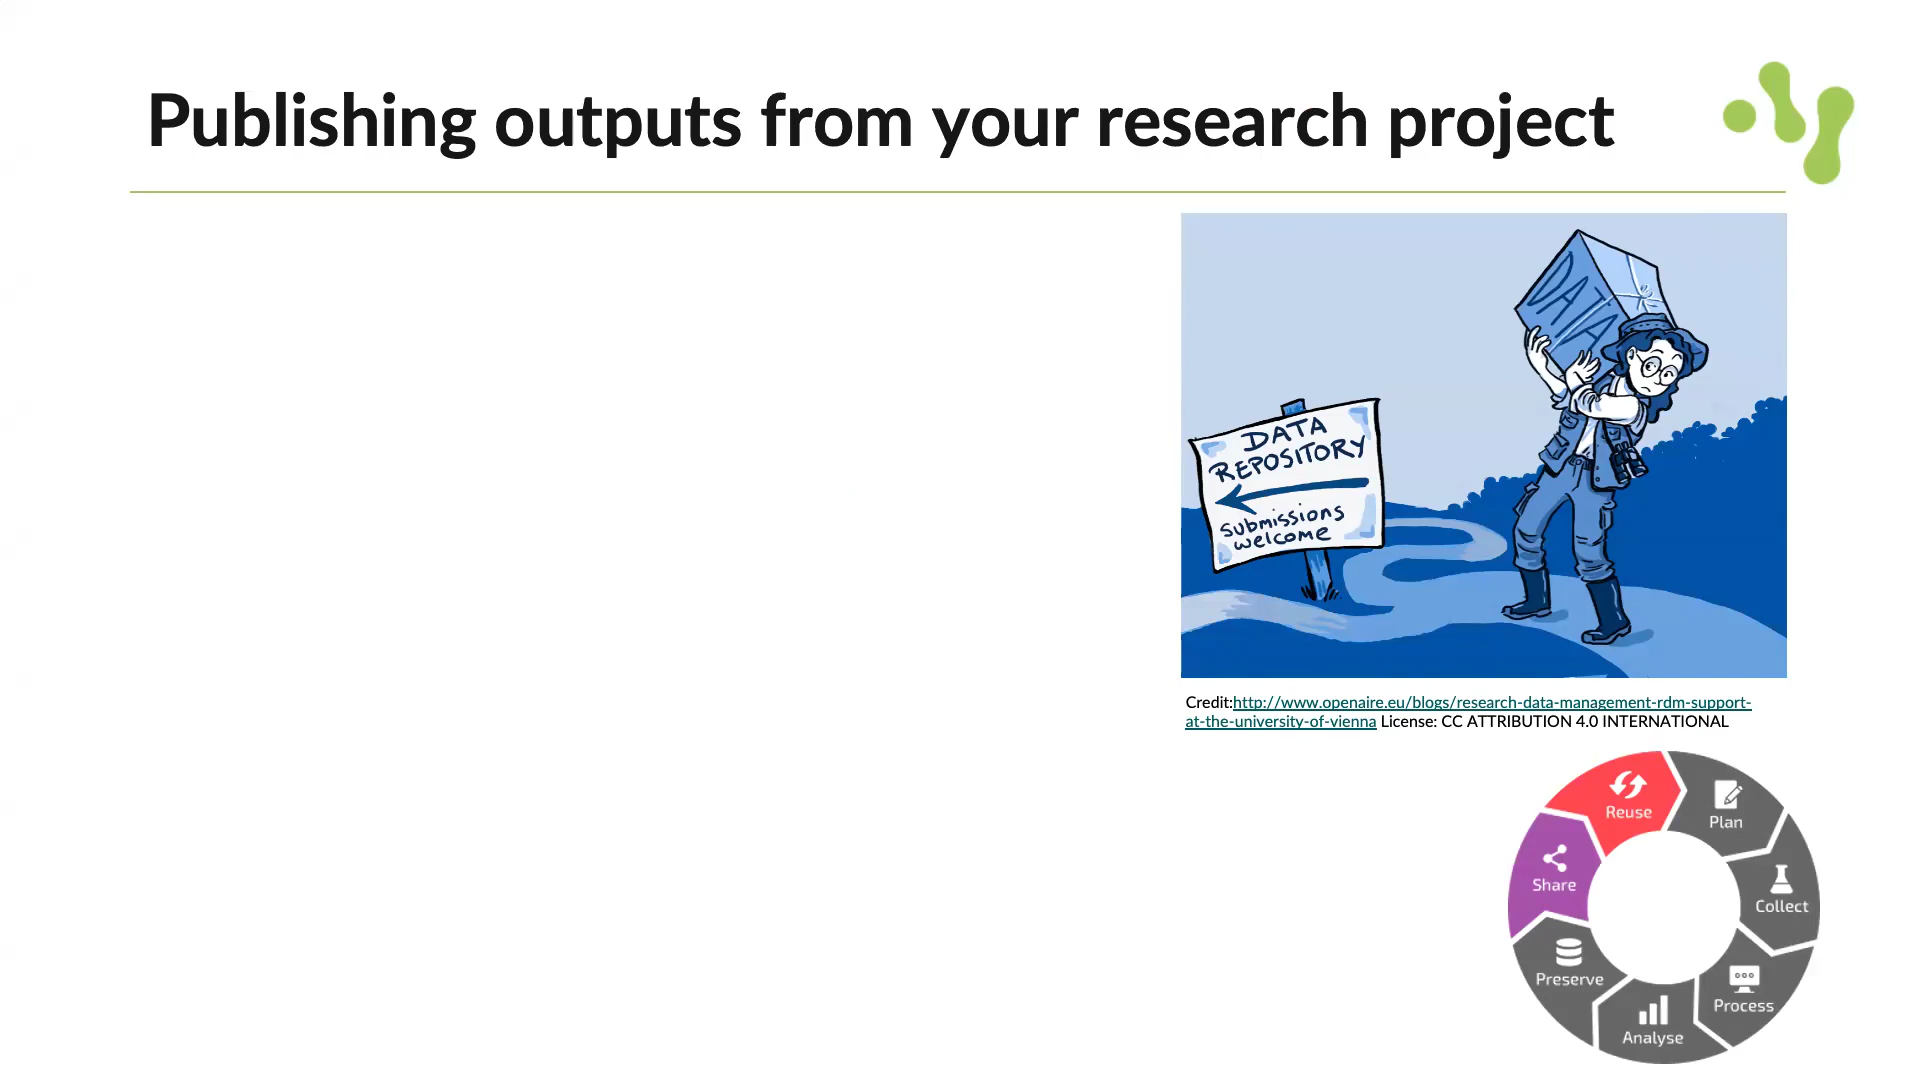 Publishing outputs from your research project
DATA
DATA
REPOSITORY
submissions
welcome
Credit:http://www.openaire.eu/blogs/research-data-management-rdm-support-
at-the-university-of-vienna License: CC ATTRIBUTION 4.0 INTERNATIONAL
Reuse
Plan
Share
Collect
Preserve
Process
Analyse